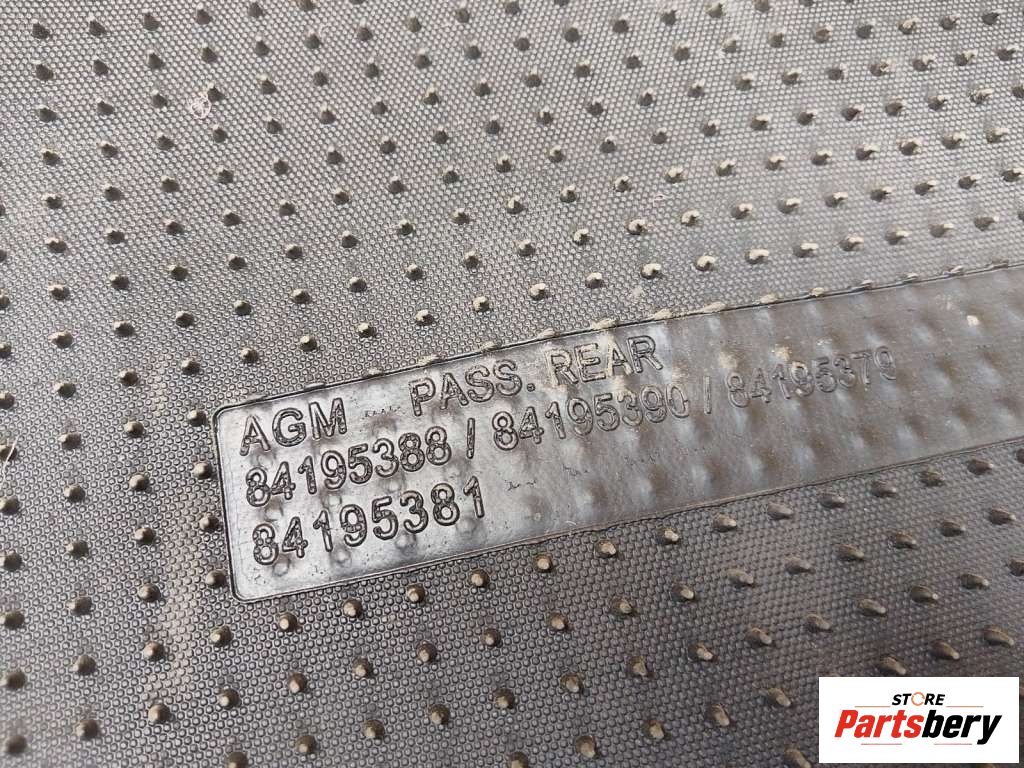 AGM PASS. REAR
84195388 / 84195390 / 84195379
84195381
STORE
Partsbery